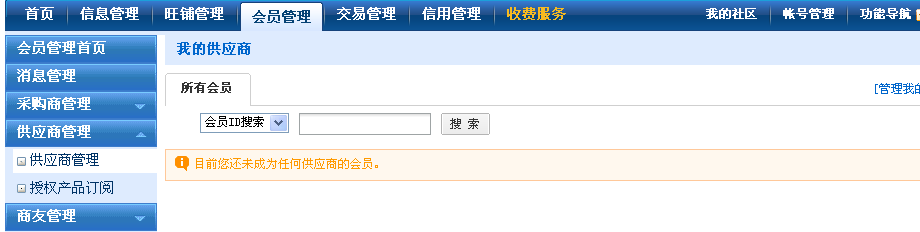 首页 信息管理 旺铺管理 会员管理 交易管理 信用管理 收费服务 我的社区 帐号管理 功能导航
会员管理首页
消息管理
采购商管理
供应商管理
供应商管理
授权产品订阅
商友管理
我的供应商
所有会员 [管理我的
会员ID搜索 搜 索
目前您还未成为任何供应商的会员。